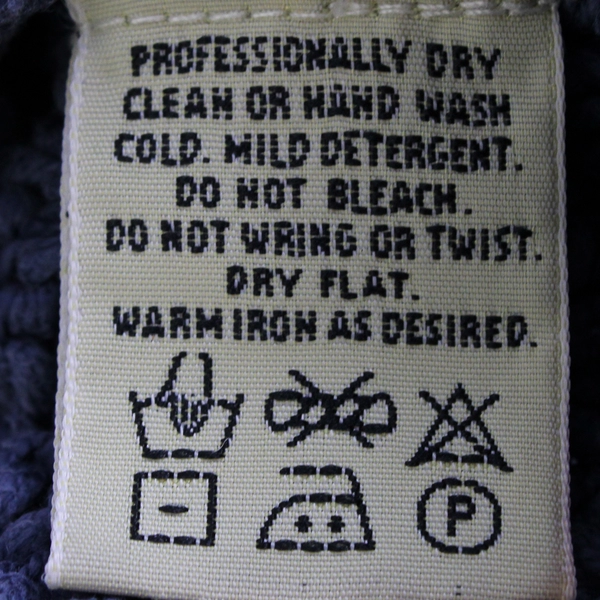 PROFESSIONALLY DRY
CLEAN OR HAND WASH
COLD. MILD DETERGENT.
DO NOT BLEACH.
DO NOT WRING OR TWIST.
DRY FLAT.
WARM IRON AS DESIRED.
P